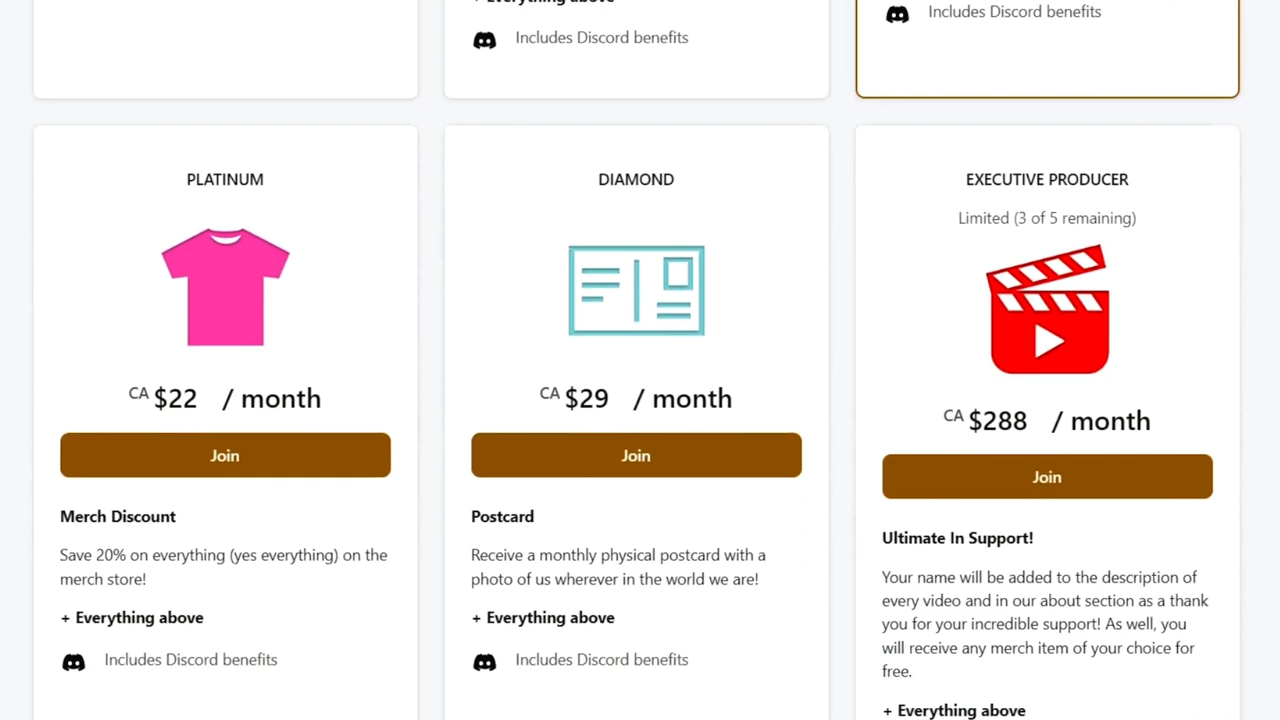 + Everything above
Includes Discord benefits
Includes Discord benefits
PLATINUM
CA $22 / month
Join
Merch Discount
Save 20% on everything (yes everything) on the
merch store!
+ Everything above
Includes Discord benefits
DIAMOND
CA $29 / month
Join
Postcard
Receive a monthly physical postcard with a
photo of us wherever in the world we are!
+ Everything above
Includes Discord benefits
EXECUTIVE PRODUCER
Limited (3 of 5 remaining)
CA $288 / month
Join
Ultimate In Support!
Your name will be added to the description of
every video and in our about section as a thank
you for your incredible support! As well, you
will receive any merch item of your choice for
free.
+ Everything above